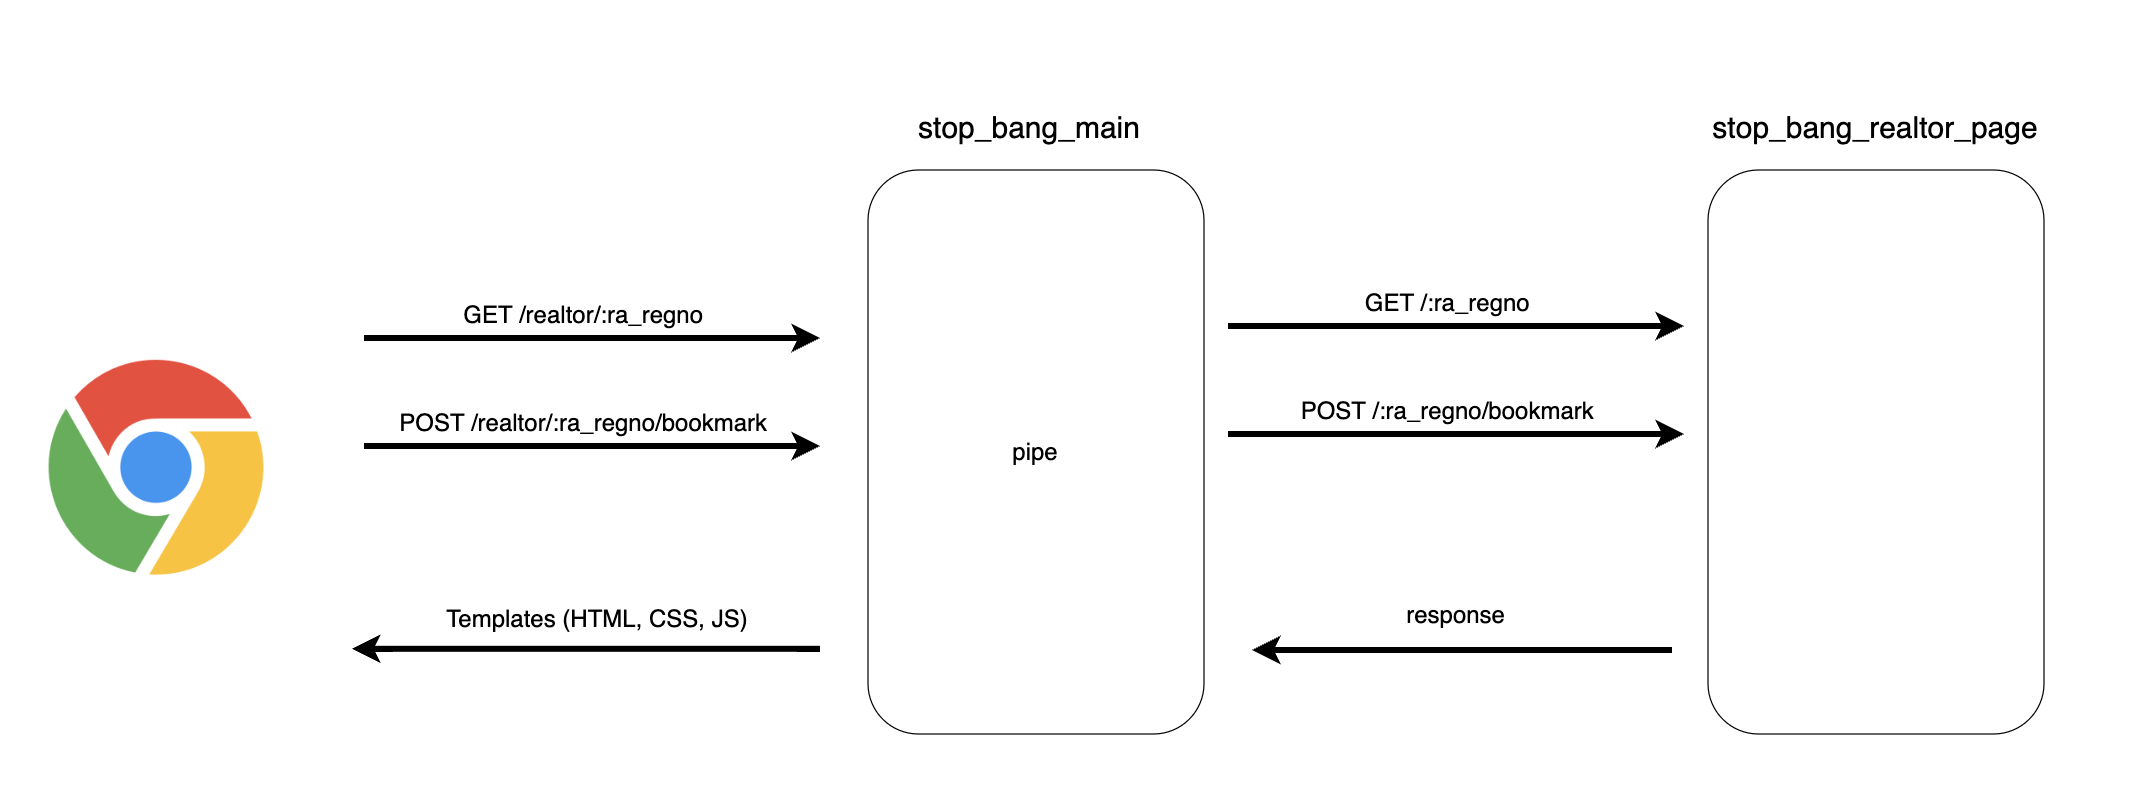 stop_bang_main
stop_bang_realtor_page
GET /realtor/:ra_regno
GET /:ra_regno
POST /realtor/:ra_regno/bookmark
POST /:ra_regno/bookmark
pipe
Templates (HTML, CSS, JS)
response